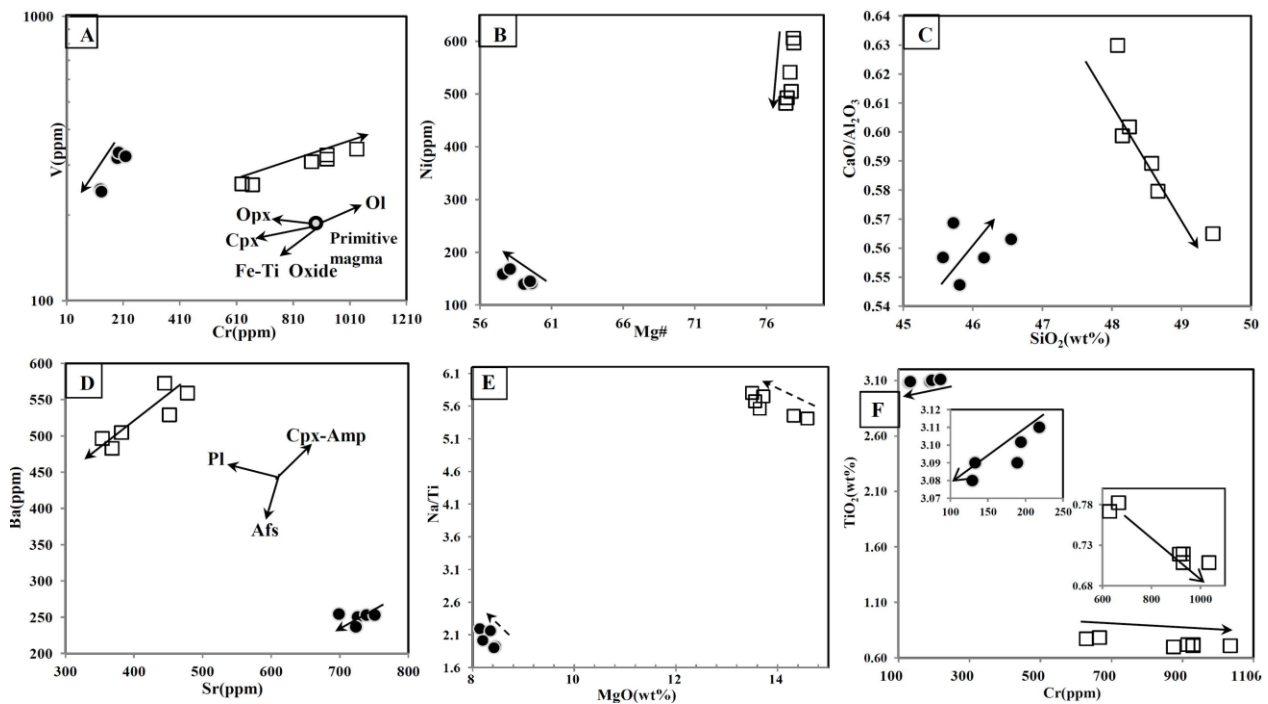 A
1000
100
V(ppm)
10 210 410 610 810 1010 1210
Cr(ppm)
Opx
Ol
Cpx
Primitive
magma
Fe-Ti Oxide
B
600
500
400
300
200
100
Ni(ppm)
56 61 66 71 76
Mg#
C
0.64
0.63
0.62
0.61
0.60
0.59
0.58
0.57
0.56
0.55
0.54
CaO/Al₂O₃
45 46 47 48 49 50
SiO₂(wt%)
D
600
550
500
450
400
350
300
250
200
Ba(ppm)
300 400 500 600 700 800
Sr(ppm)
Cpx-Amp
Pl
Afs
E
6.1
5.6
5.1
4.6
4.1
3.6
3.1
2.6
2.1
1.6
Na/Ti
8 10 12 14
MgO(wt%)
F
3.10
2.60
2.10
1.60
1.10
0.60
TiO₂(wt%)
100 300 500 700 900 1100
Cr(ppm)
3.12
3.11
3.10
3.09
3.08
3.07
100 150 200 250
0.78
0.73
0.68
600 800 1000